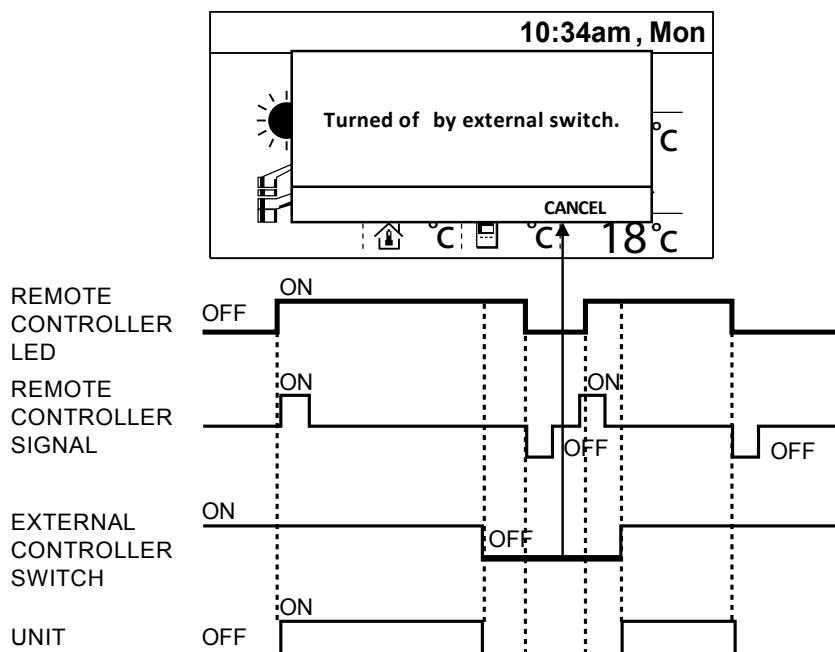 10:34am , Mon
Turned of by external switch.
°C
CANCEL
°C
°C
18°C
REMOTE
CONTROLLER
LED
OFF
ON
REMOTE
CONTROLLER
SIGNAL
ON
OFF
ON
OFF
EXTERNAL
CONTROLLER
SWITCH
ON
OFF
UNIT
OFF
ON